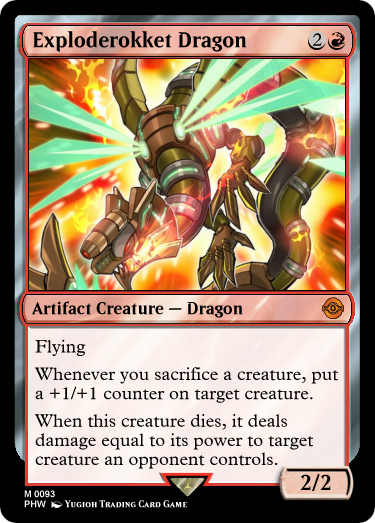 Exploderokket Dragon 2
Artifact Creature — Dragon
Flying
Whenever you sacrifice a creature, put
a +1/+1 counter on target creature.
When this creature dies, it deals
damage equal to its power to target
creature an opponent controls.
2/2
M 0093
PHW YUGIOH TRADING CARD GAME